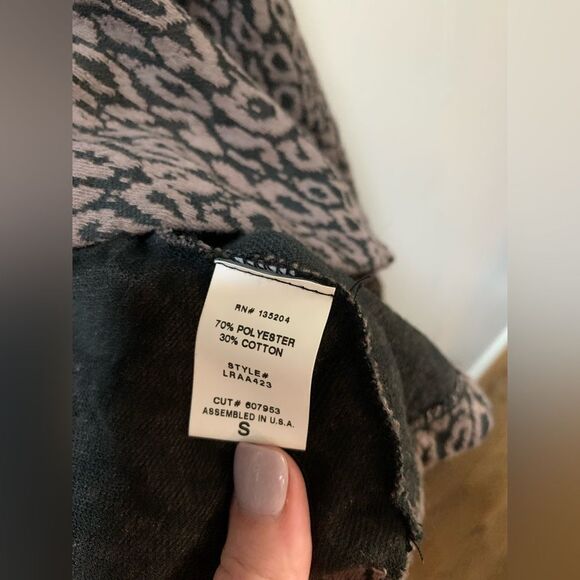 RN# 135204
70% POLYESTER
30% COTTON
STYLE#
LRAA423
CUT# 607953
ASSEMBLED IN U.S.A.
S